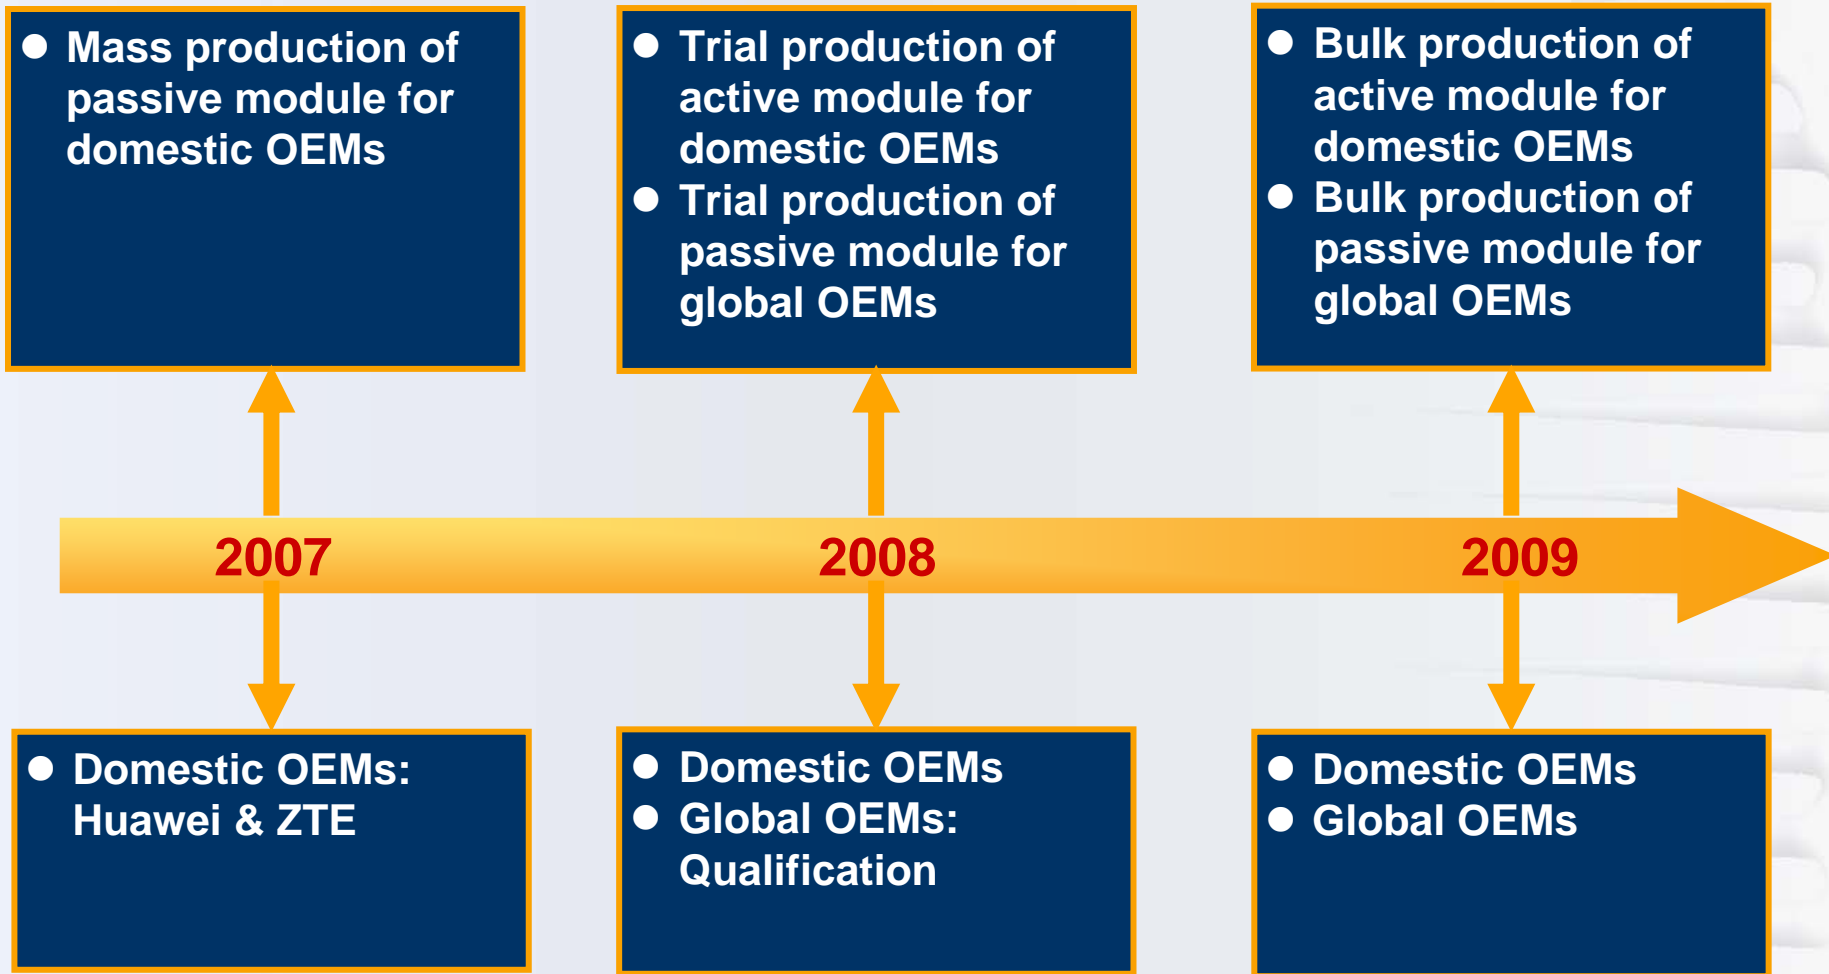 ● Mass production of
passive module for
domestic OEMs
● Trial production of
active module for
domestic OEMs
● Trial production of
passive module for
global OEMs
● Bulk production of
active module for
domestic OEMs
● Bulk production of
passive module for
global OEMs
2007
2008
2009
● Domestic OEMs:
Huawei & ZTE
● Domestic OEMs
● Global OEMs:
Qualification
● Domestic OEMs
● Global OEMs